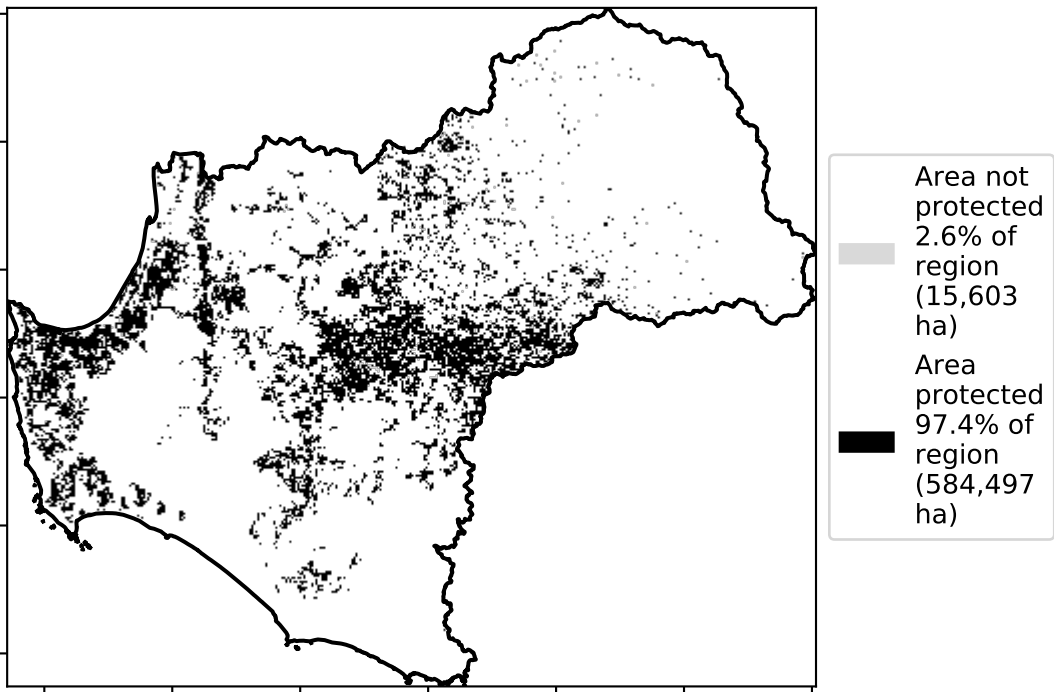 Area not
protected
2.6% of
region
(15,603
ha)
Area
protected
97.4% of
region
(584,497
ha)